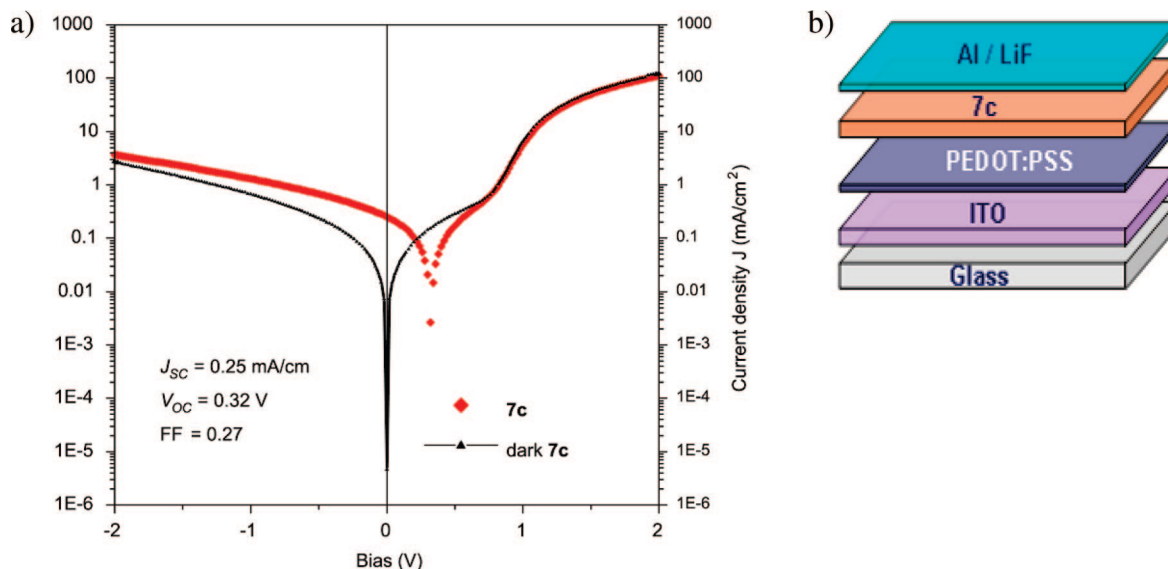 a)
1000
100
10
1
0.1
0.01
1E-3
1E-4
1E-5
1E-6
1000
100
10
1
0.1
0.01
1E-3
1E-4
1E-5
1E-6
Current density J (mA/cm²)
J_SC = 0.25 mA/cm
V_OC = 0.32 V
FF = 0.27
7c
dark 7c
-2 -1 0 1 2
Bias (V)
b)
Al / LiF
7c
PEDOT:PSS
ITO
Glass